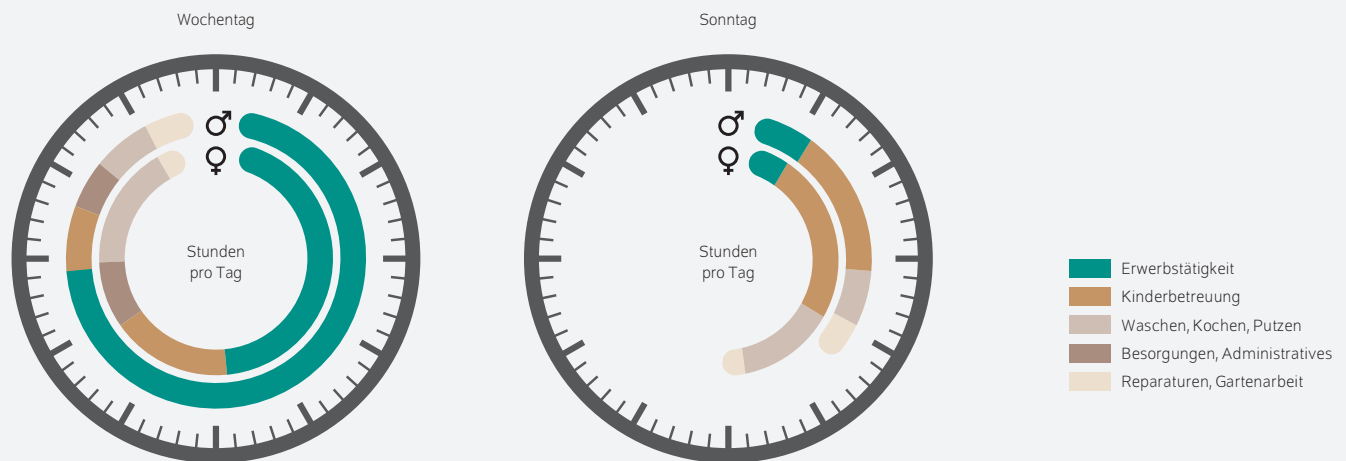 Wochentag
Sonntag
♂
♀
Stunden
pro Tag
♂
♀
Stunden
pro Tag
Erwerbstätigkeit
Kinderbetreuung
Waschen, Kochen, Putzen
Besorgungen, Administratives
Reparaturen, Gartenarbeit